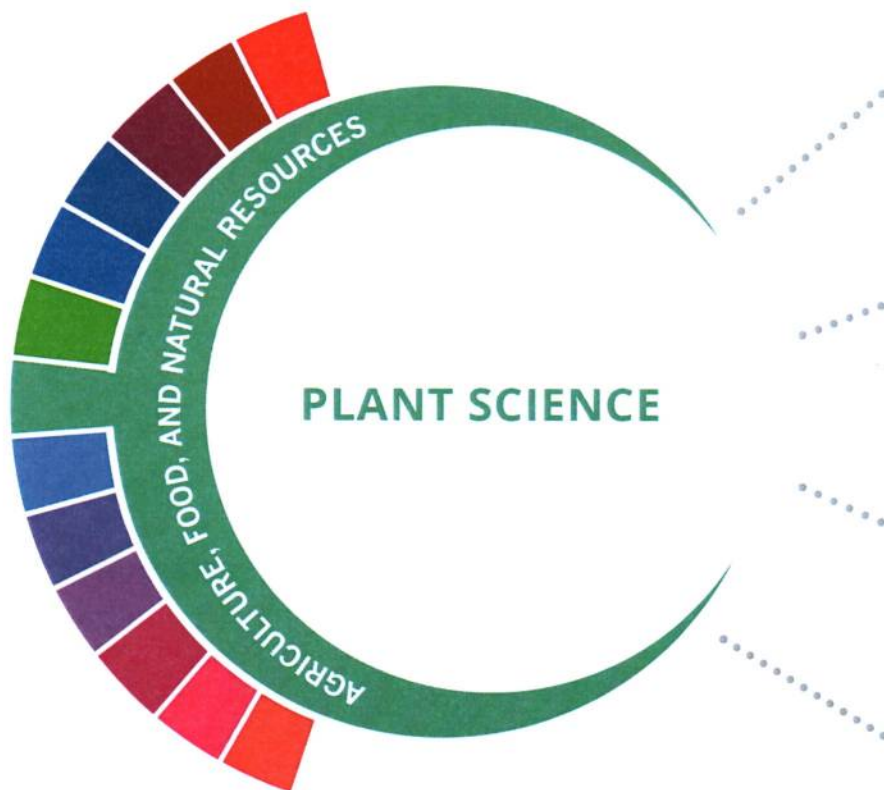 AGRICULTURE, FOOD, AND NATURAL RESOURCES
PLANT SCIENCE